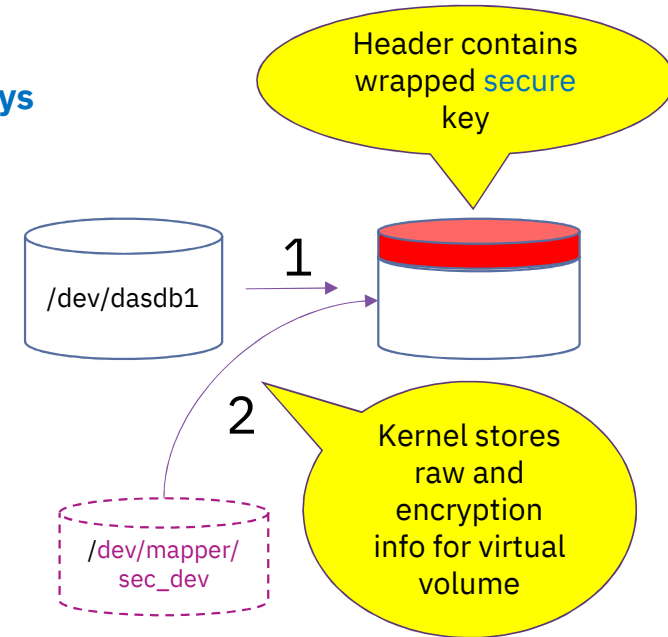 ys
Header contains
wrapped secure
key
/dev/dasdb1
1
2
Kernel stores
raw and
encryption
info for virtual
volume
/dev/mapper/
sec_dev